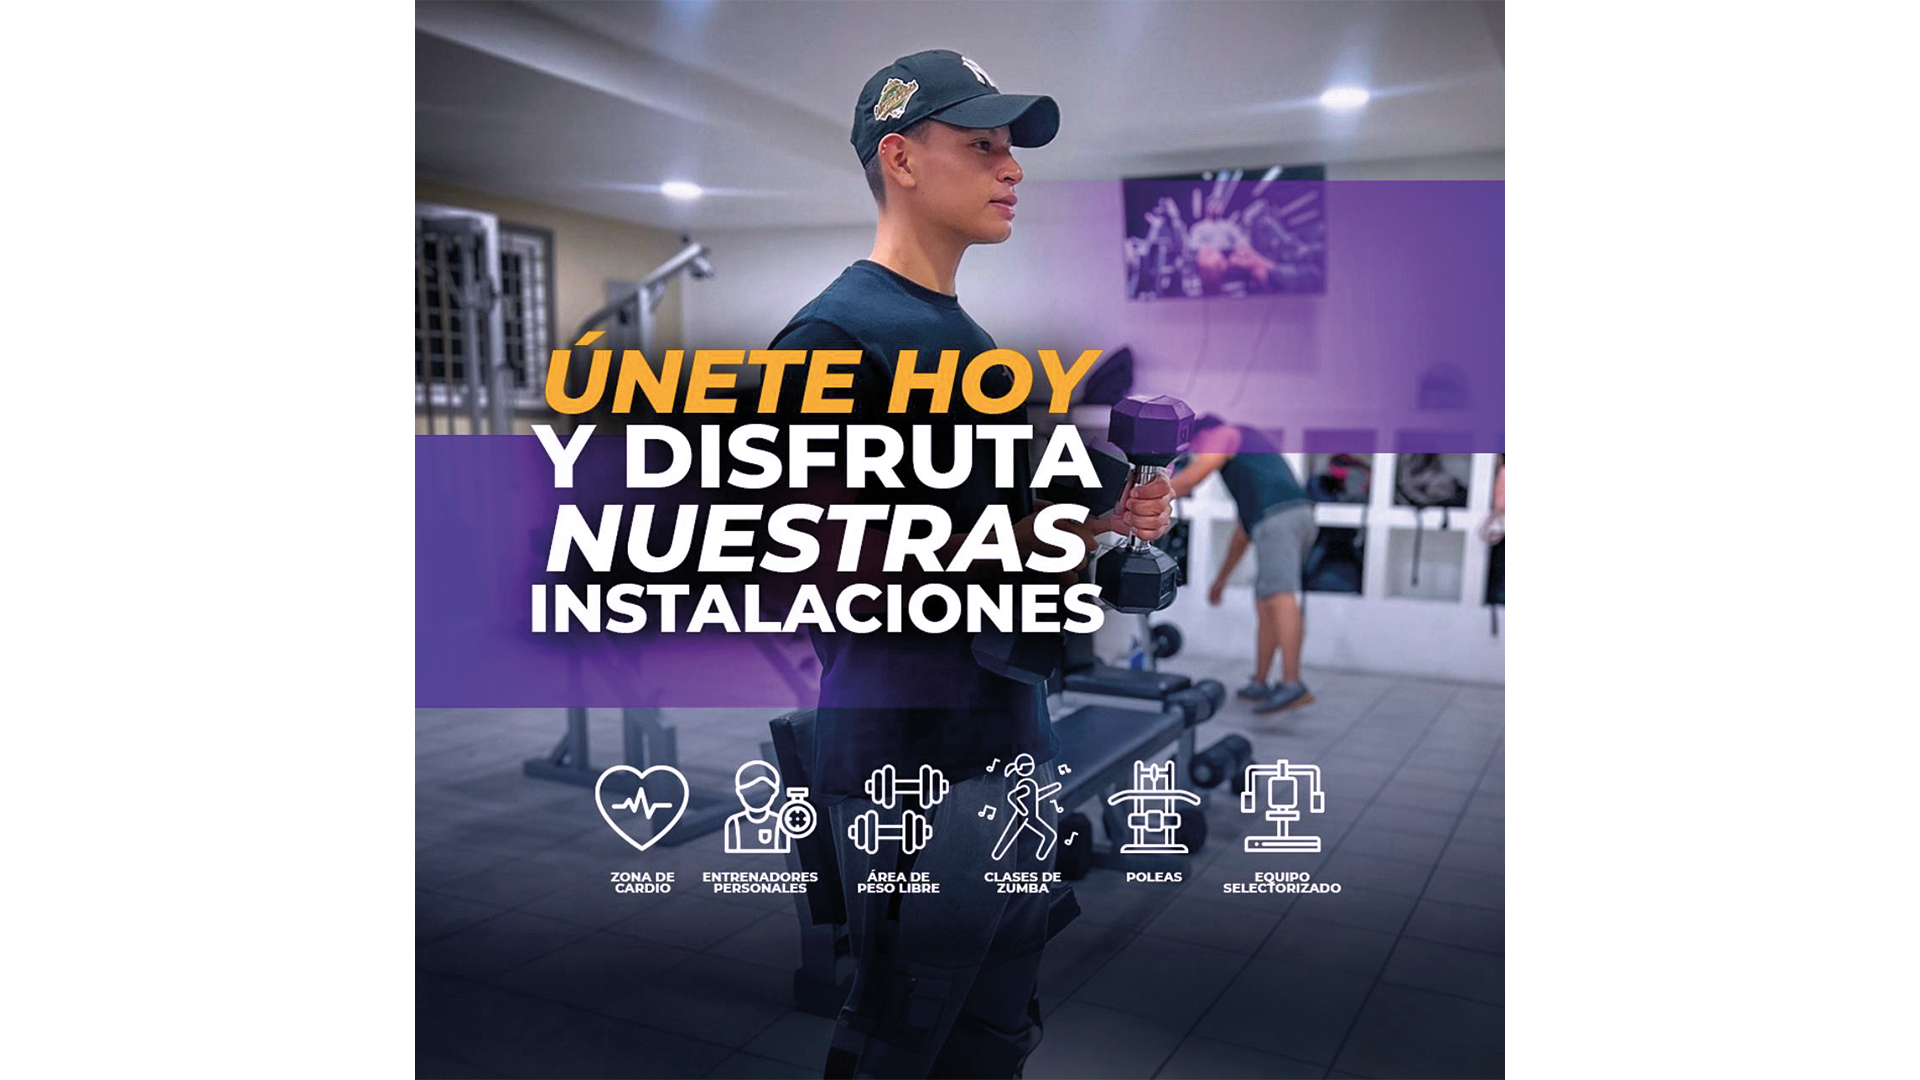 ÚNETE HOY
Y DISFRUTA
NUESTRAS
INSTALACIONES
ZONA DE
CARDIO
ENTRENADORES
PERSONALES
ÁREA DE
PESO LIBRE
CLASES DE
ZUMBA
POLEAS
EQUIPO
SELECTORIZADO